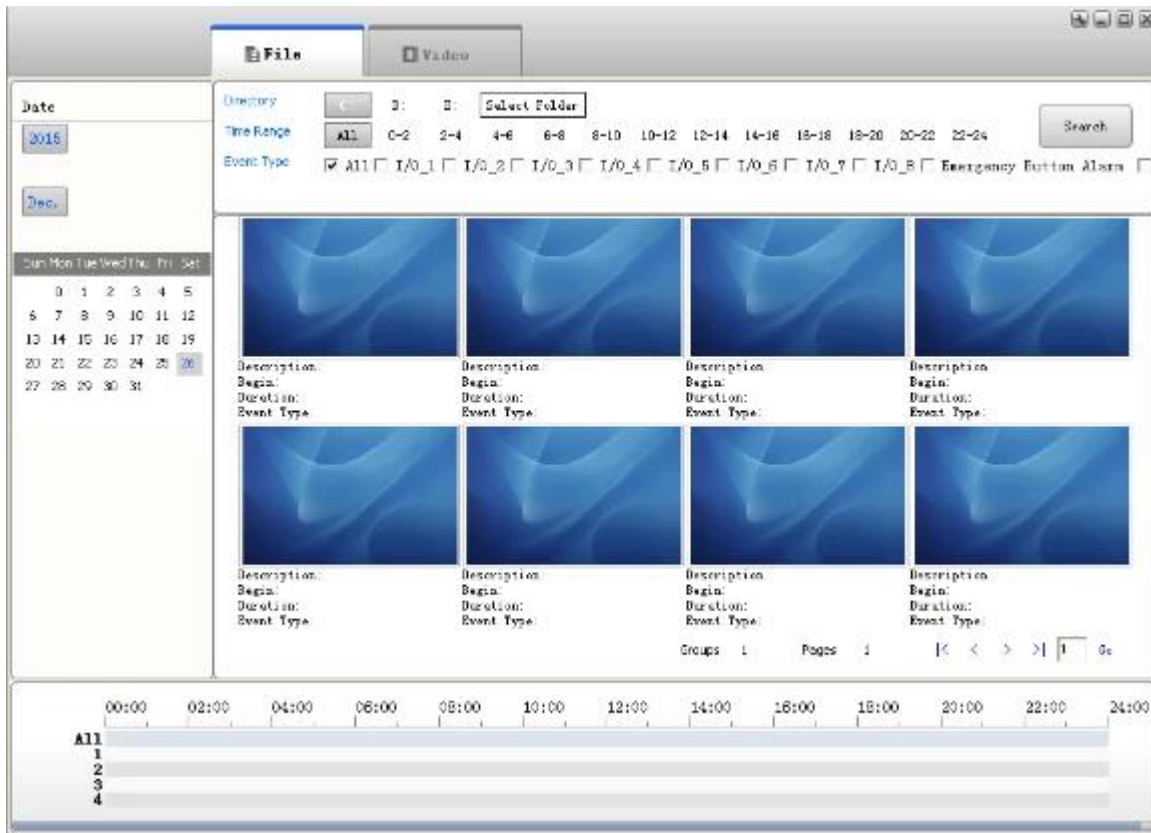 File
Video
Date
2015
Dec.
Sun Mon Tue Wed Thu Fri Sat
0 1 2 3 4 5
6 7 8 9 10 11 12
13 14 15 16 17 18 19
20 21 22 23 24 25 26
27 28 29 30 31
Directory C: D: E: Select Folder
Time Range All 0-2 2-4 4-6 6-8 8-10 10-12 12-14 14-16 16-18 18-20 20-22 22-24
Search
Event Type All I/O_1 I/O_2 I/O_3 I/O_4 I/O_5 I/O_6 I/O_7 I/O_8 Emergency Button Alarm
Description: Description: Description: Description:
Begin: Begin: Begin: Begin:
Duration: Duration: Duration: Duration:
Event Type: Event Type: Event Type: Event Type:
Description: Description: Description: Description:
Begin: Begin: Begin: Begin:
Duration: Duration: Duration: Duration:
Event Type: Event Type: Event Type: Event Type:
Groups 1 Pages 1 |< < > >| 1 Go
00:00 02:00 04:00 06:00 08:00 10:00 12:00 14:00 16:00 18:00 20:00 22:00 24:00
All
1
2
3
4